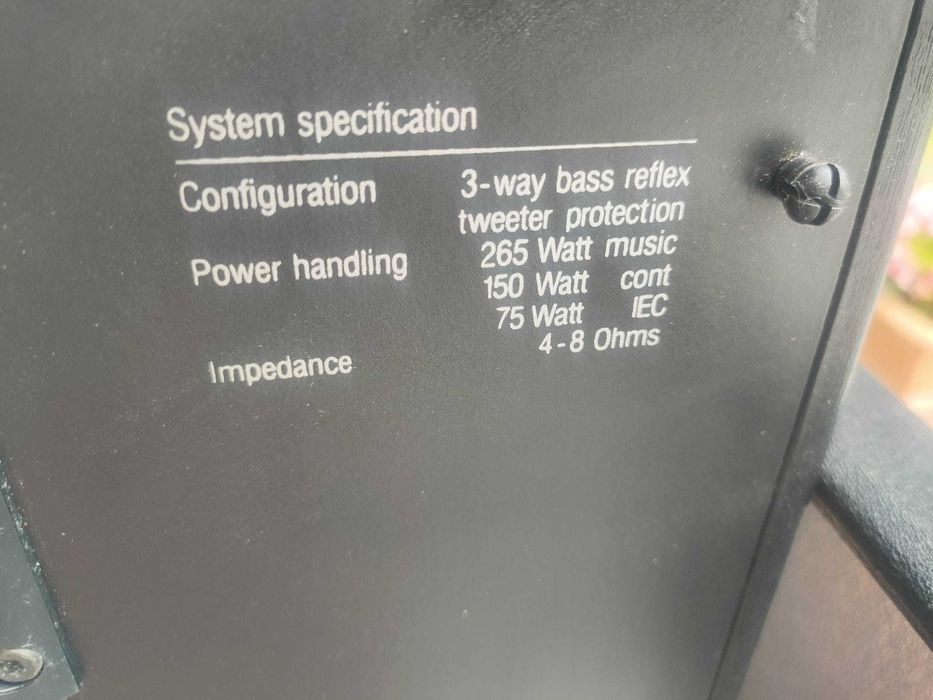 System specification
Configuration 3-way bass reflex
tweeter protection
Power handling 265 Watt music
150 Watt cont
75 Watt IEC
Impedance 4-8 Ohms